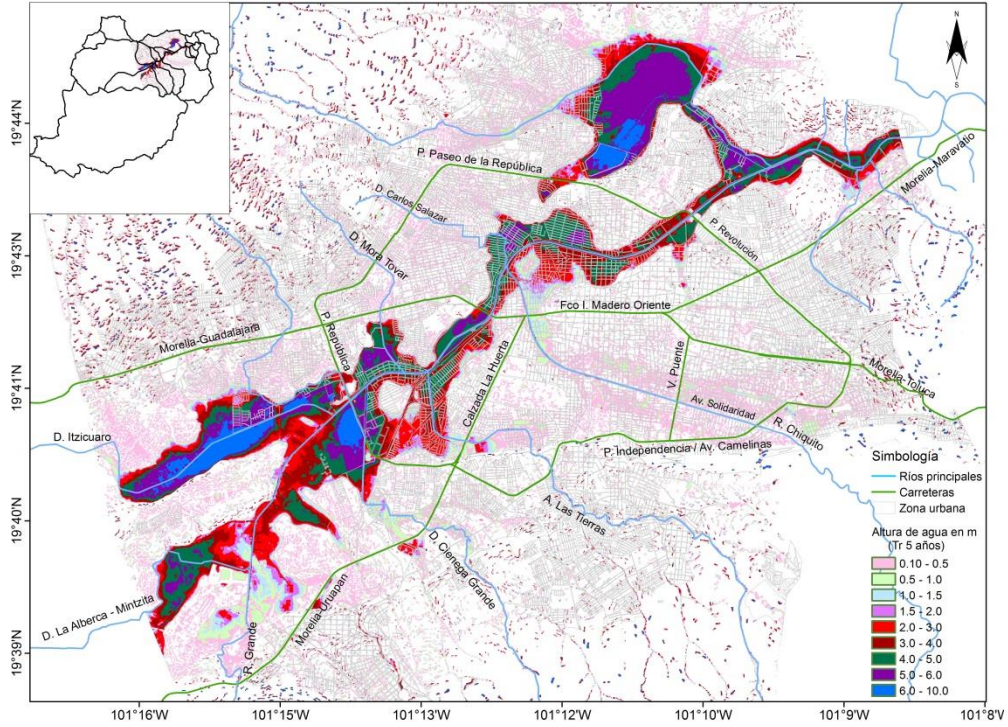 N
S
19°44'N
19°43'N
19°41'N
19°40'N
19°39'N
P. Paseo de la República
D. Carlos Salazar
D. Mora Tovar
P. Revolución
Morelia-Maravatio
Fco I. Madero Oriente
Morelia-Guadalajara
P. República
Calzada La Huerta
V. Puente
Morelia-Toluca
Av. Solidaridad
R. Chiquito
D. Itzicuaro
P. Independencia / Av. Camelinas
A. Las Tierras
D. Cienega Grande
D. La Alberca - Mintzita
R. Grande
Morelia-Uruapan
Simbología
Ríos principales
Carreteras
Zona urbana
Altura de agua en m
(Tr 5 años)
0.10 - 0.5
0.5 - 1.0
1.0 - 1.5
1.5 - 2.0
2.0 - 3.0
3.0 - 4.0
4.0 - 5.0
5.0 - 6.0
6.0 - 10.0
101°16'W
101°15'W
101°13'W
101°12'W
101°10'W
101°9'W
101°8'W